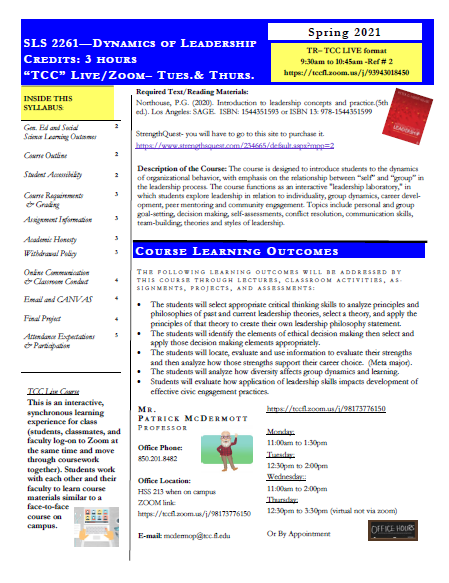 SLS 2261—Dynamics of Leadership
Credits: 3 hours
“TCC” Live/Zoom– Tues.& Thurs.
Spring 2021
TR– TCC LIVE format
9:30am to 10:45am -Ref # 2
https://tccfl.zoom.us/j/93943018450
INSIDE THIS
SYLLABUS:
Gen. Ed and Social
Science Learning Outcomes 2
Course Outline 2
Student Accessibility 2
Course Requirements
& Grading 3
Assignment Information 3
Academic Honesty 3
Withdrawal Policy 3
Online Communication
& Classroom Conduct 4
Email and CANVAS 4
Final Project 4
Attendance Expectations
& Participation 5
TCC Live Course
This is an interactive,
synchronous learning
experience for class
(students, classmates, and
faculty log-on to Zoom at
the same time and move
through coursework
together). Students work
with each other and their
faculty to learn course
materials similar to a
face-to-face
course on
campus.
Required Text/Reading Materials:
Northouse, P.G. (2020). Introduction to leadership concepts and practice.(5th
ed.). Los Angeles: SAGE. ISBN: 1544351593 or ISBN 13: 978-1544351599
LEADERSHIP
StrengthQuest- you will have to go to this site to purchase it.
https://www.strengthsquest.com/234665/default.aspx?mpo=2
Description of the Course: The course is designed to introduce students to the dynamics
of organizational behavior, with emphasis on the relationship between “self” and “group” in
the leadership process. The course functions as an interactive "leadership laboratory," in
which students explore leadership in relation to individuality, group dynamics, career devel-
opment, peer mentoring and community engagement. Topics include personal and group
goal-setting, decision making, self-assessments, conflict resolution, communication skills,
team-building; theories and styles of leadership.
Course Learning Outcomes
THE FOLLOWING LEARNING OUTCOMES WILL BE ADDRESSED BY
THIS COURSE THROUGH LECTURES, CLASSROOM ACTIVITIES, AS-
SIGNMENTS, PROJECTS, AND ASSESSMENTS:
• The students will select appropriate critical thinking skills to analyze principles and
philosophies of past and current leadership theories, select a theory, and apply the
principles of that theory to create their own leadership philosophy statement.
• The students will identify the elements of ethical decision making then select and
apply those decision making elements appropriately.
• The students will locate, evaluate and use information to evaluate their strengths
and then analyze how those strengths support their career choice. (Meta major).
• The students will analyze how diversity affects group dynamics and learning.
• Students will evaluate how application of leadership skills impacts development of
effective civic engagement practices.
Mr.
Patrick McDermott
Professor
Office Phone:
850.201.8482
Office Location:
HSS 213 when on campus
ZOOM link:
https://tccfl.zoom.us/j/98173776150
E-mail: mcdermop@tcc.fl.edu
https://tccfl.zoom.us/j/98173776150
Monday:
11:00am to 1:30pm
Tuesday:
12:30pm to 2:00pm
Wednesday::
11:00am to 2:00pm
Thursday:
12:30pm to 3:30pm (virtual not via zoom)
Or By Appointment
OFFICE HOURS